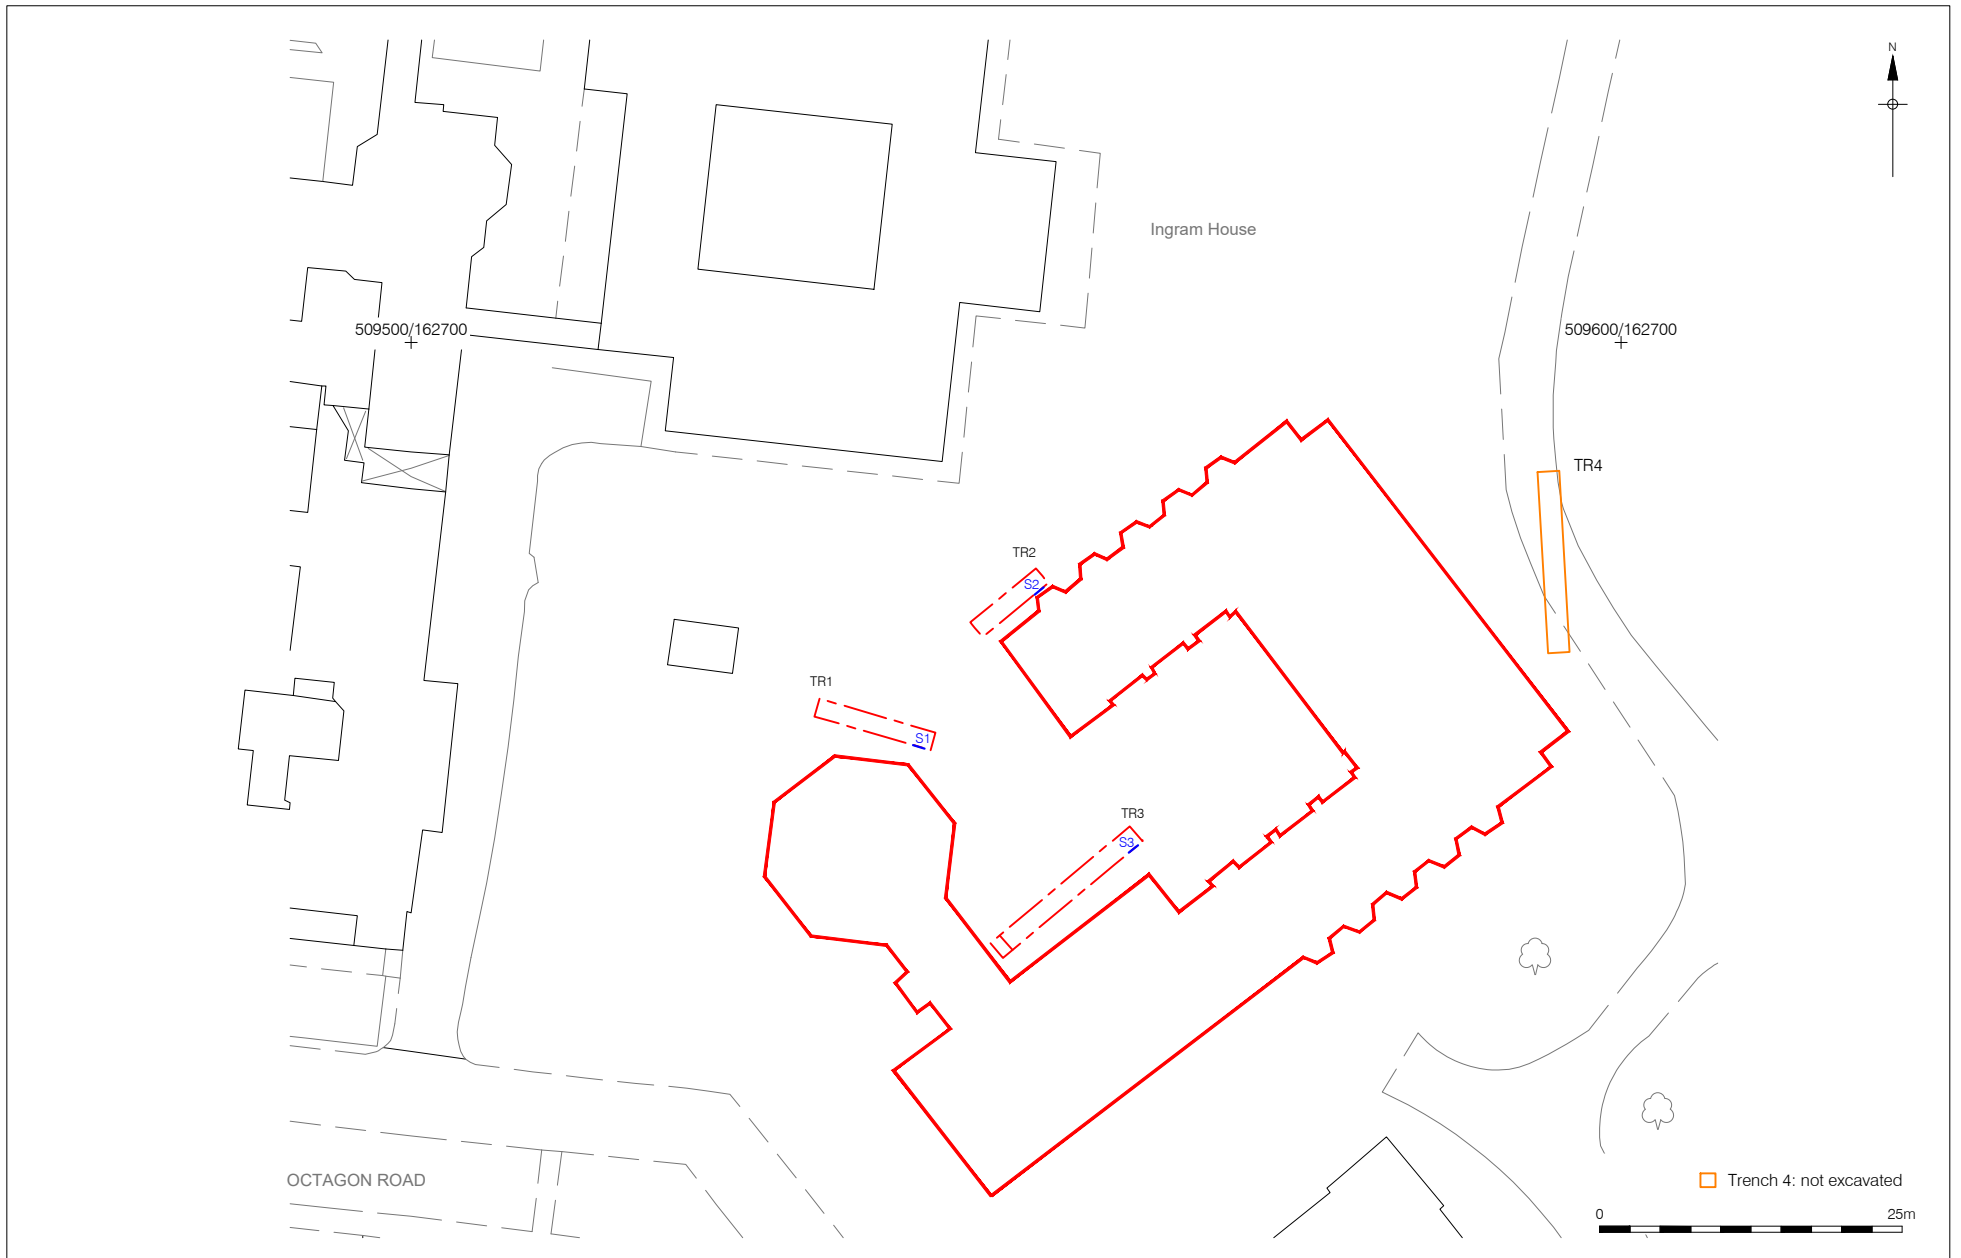 N
Ingram House
509500/162700
509600/162700
TR4
TR2
S2
TR1
S1
TR3
S3
OCTAGON ROAD
Trench 4: not excavated
0 25m